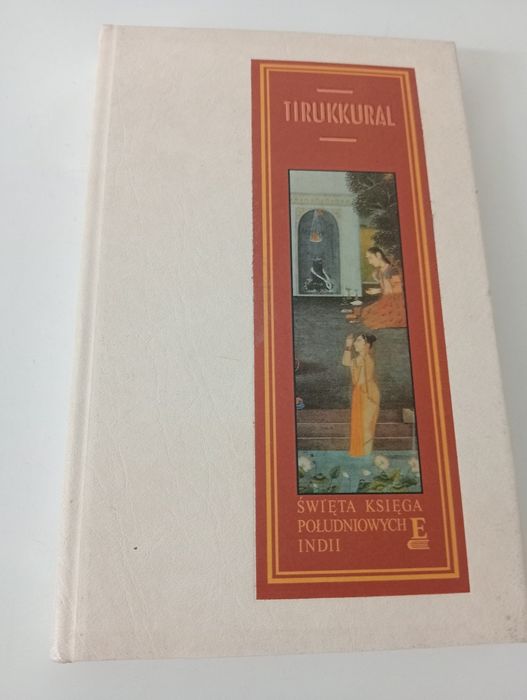 TIRUKKURAL
ŚWIĘTA KSIĘGA
POŁUDNIOWYCH E
INDII